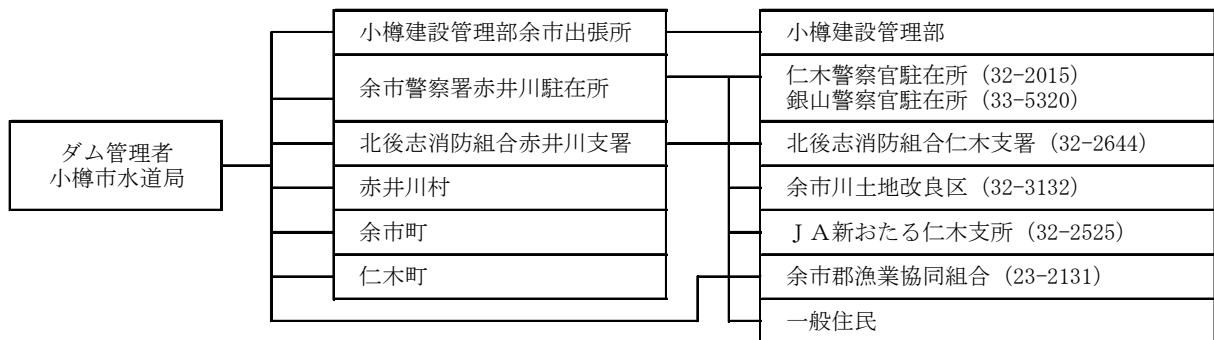 ダム管理者
小樽市水道局
小樽建設管理部余市出張所
余市警察署赤井川駐在所
北後志消防組合赤井川支署
赤井川村
余市町
仁木町
小樽建設管理部
仁木警察官駐在所 (32-2015)
銀山警察官駐在所 (33-5320)
北後志消防組合仁木支署 (32-2644)
余市川土地改良区 (32-3132)
ＪＡ新おたる仁木支所 (32-2525)
余市郡漁業協同組合 (23-2131)
一般住民